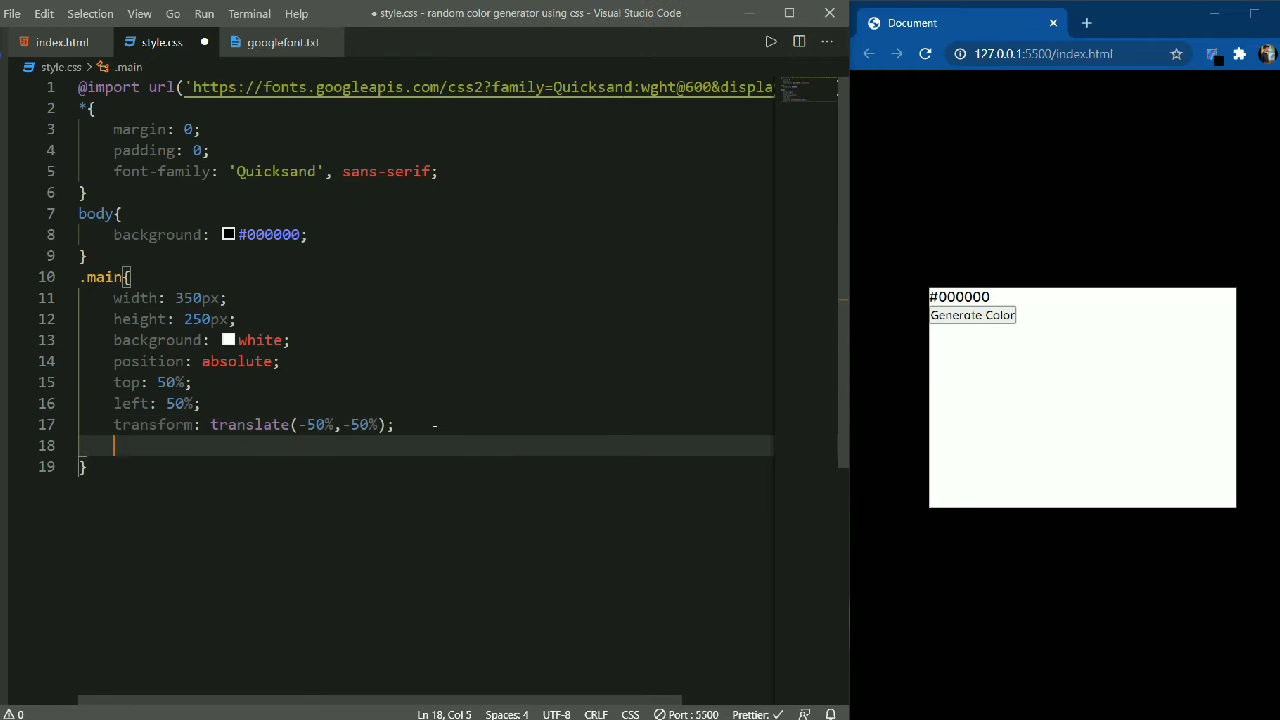 File Edit Selection View Go Run Terminal Help ● style.css - random color generator using css - Visual Studio Code
index.html style.css ● googlefont.txt
style.css > .main
1 @import url('https://fonts.googleapis.com/css2?family=Quicksand:wght@600&displa
2 *{
3 margin: 0;
4 padding: 0;
5 font-family: 'Quicksand', sans-serif;
6 }
7 body{
8 background: #000000;
9 }
10 .main{
11 width: 350px;
12 height: 250px;
13 background: white;
14 position: absolute;
15 top: 50%;
16 left: 50%;
17 transform: translate(-50%,-50%);
18
19 }
0 Ln 18, Col 5 Spaces: 4 UTF-8 CRLF CSS Port : 5500 Prettier: ✓
Document
127.0.0.1:5500/index.html
#000000
Generate Color